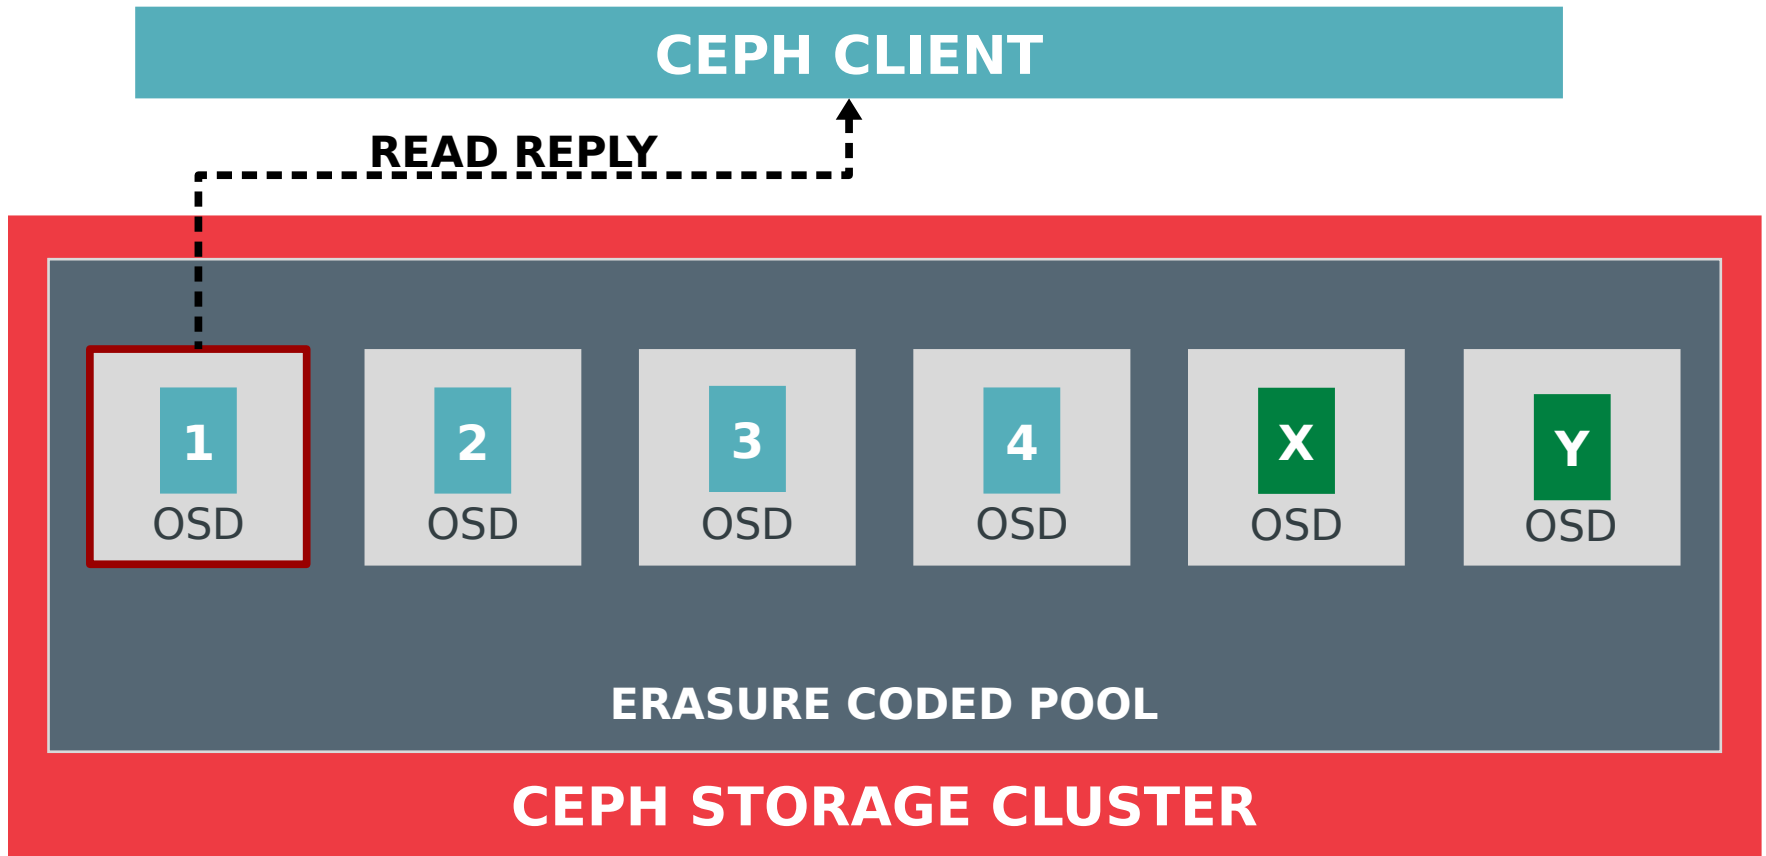 CEPH CLIENT
READ REPLY
1
2
3
4
X
Y
OSD
OSD
OSD
OSD
OSD
OSD
ERASURE CODED POOL
CEPH STORAGE CLUSTER